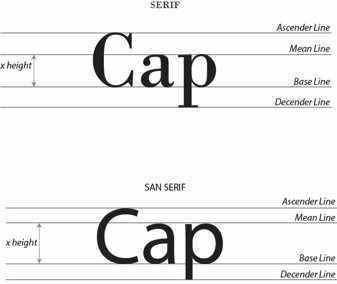 SERIF
Ascender Line
Mean Line
x height
Cap
Base Line
Decender Line
SAN SERIF
Ascender Line
Mean Line
x height
Cap
Base Line
Decender Line